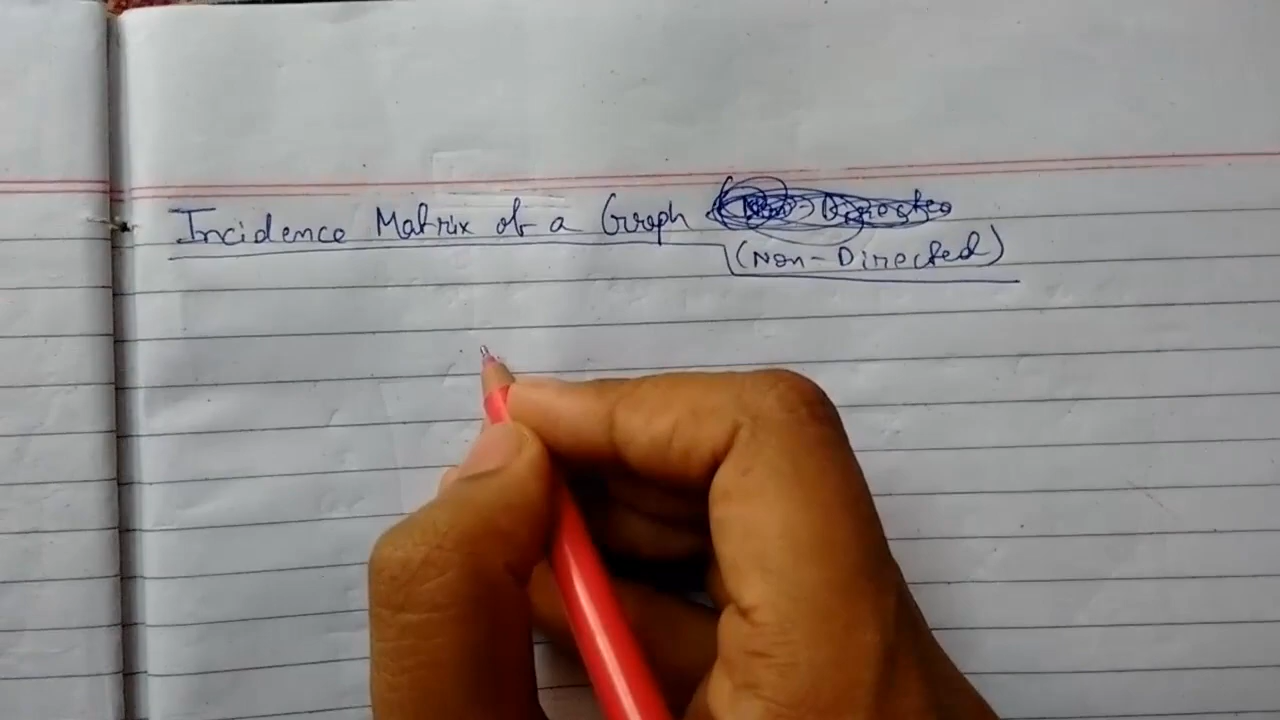 Incidence Matrix of a Graph
(Non-Directed)